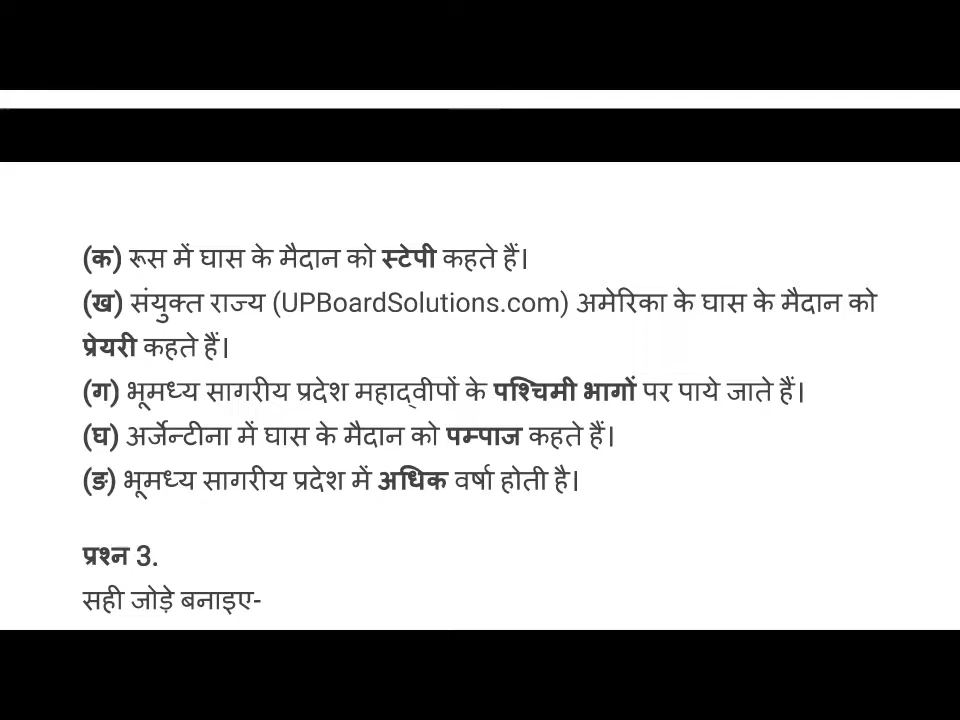 (क) रूस में घास के मैदान को स्टेपी कहते हैं।
(ख) संयुक्त राज्य (UPBoardSolutions.com) अमेरिका के घास के मैदान को
प्रेयरी कहते हैं।
(ग) भूमध्य सागरीय प्रदेश महाद्वीपों के पश्चिमी भागों पर पाये जाते हैं।
(घ) अर्जेन्टीना में घास के मैदान को पम्पाज कहते हैं।
(ङ) भूमध्य सागरीय प्रदेश में अधिक वर्षा होती है।
प्रश्न 3.
सही जोड़े बनाइए-